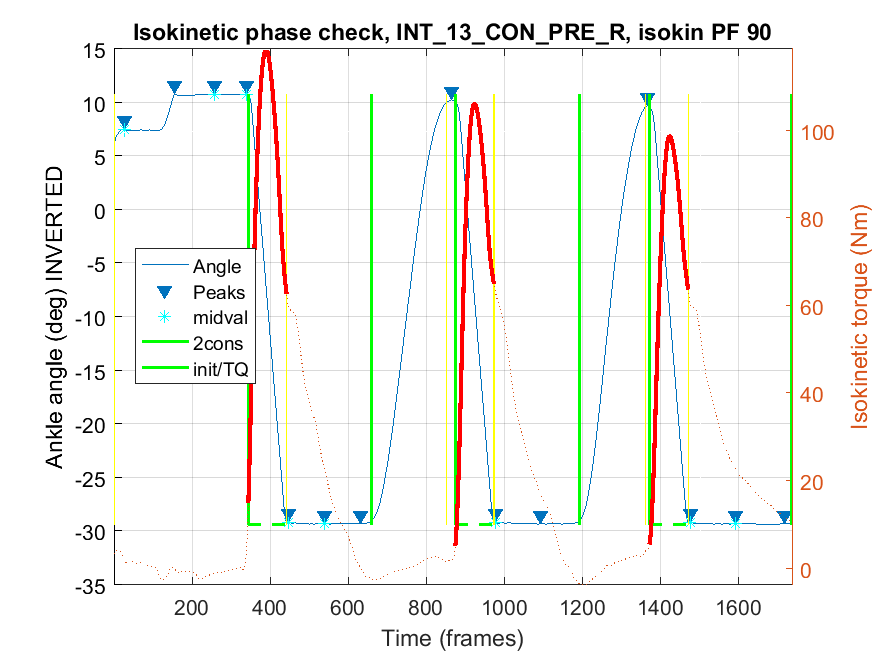 Isokinetic phase check, INT_13_CON_PRE_R, isokin PF 90
Ankle angle (deg) INVERTED
15
10
5
0
-5
-10
-15
-20
-25
-30
-35
Angle
Peaks
midval
2cons
init/TQ
100
80
60
40
20
0
Isokinetic torque (Nm)
200
400
600
800
1000
1200
1400
1600
Time (frames)